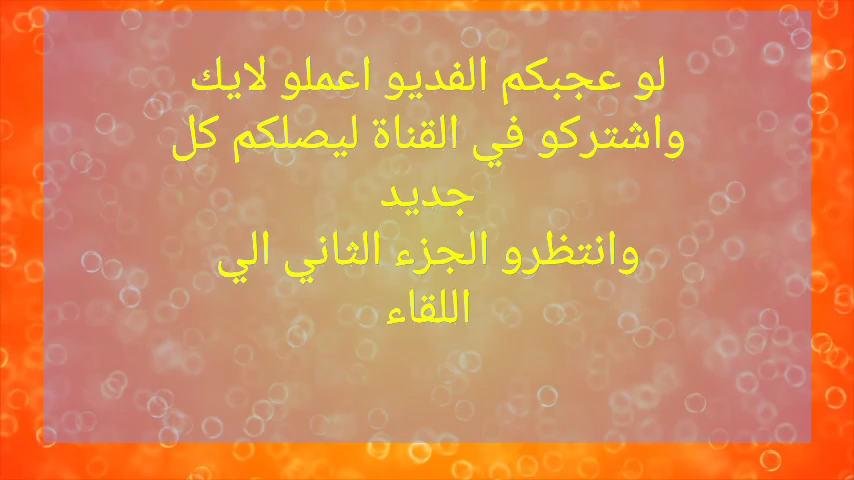 لو عجبكم الفديو اعملو لايك
واشتركو في القناة ليصلكم كل
جديد
وانتظرو الجزء الثاني الي
اللقاء